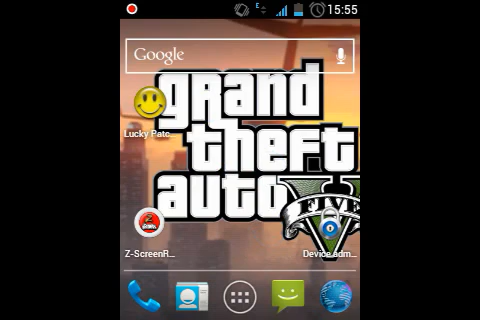 E 15:55
Google
grand
Lucky Patc...
theft
auto V
FIVE
Z-ScreenR...
Device adm...